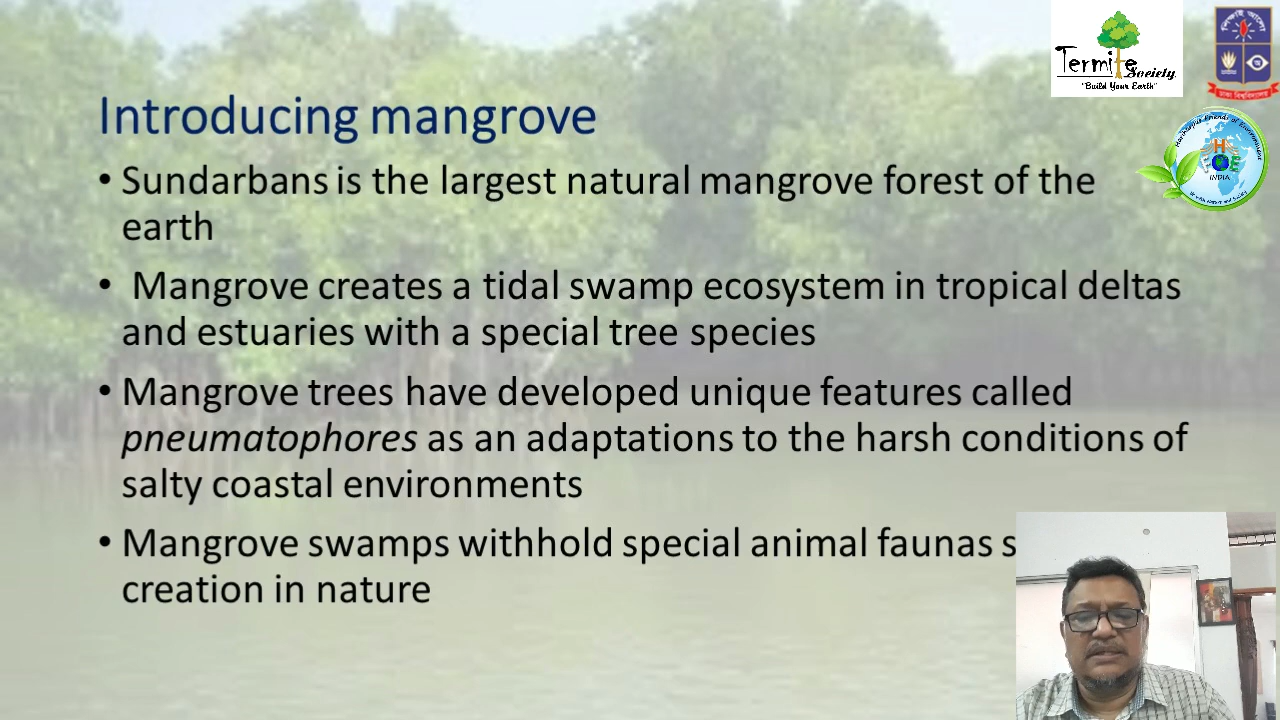 Termite
Society
"Build Your Earth"
শিক্ষাই আলো
ঢাকা বিশ্ববিদ্যালয়
Introducing mangrove
• Sundarbans is the largest natural mangrove forest of the
earth
• Mangrove creates a tidal swamp ecosystem in tropical deltas
and estuaries with a special tree species
• Mangrove trees have developed unique features called
pneumatophores as an adaptations to the harsh conditions of
salty coastal environments
• Mangrove swamps withhold special animal faunas s
creation in nature
INDIA